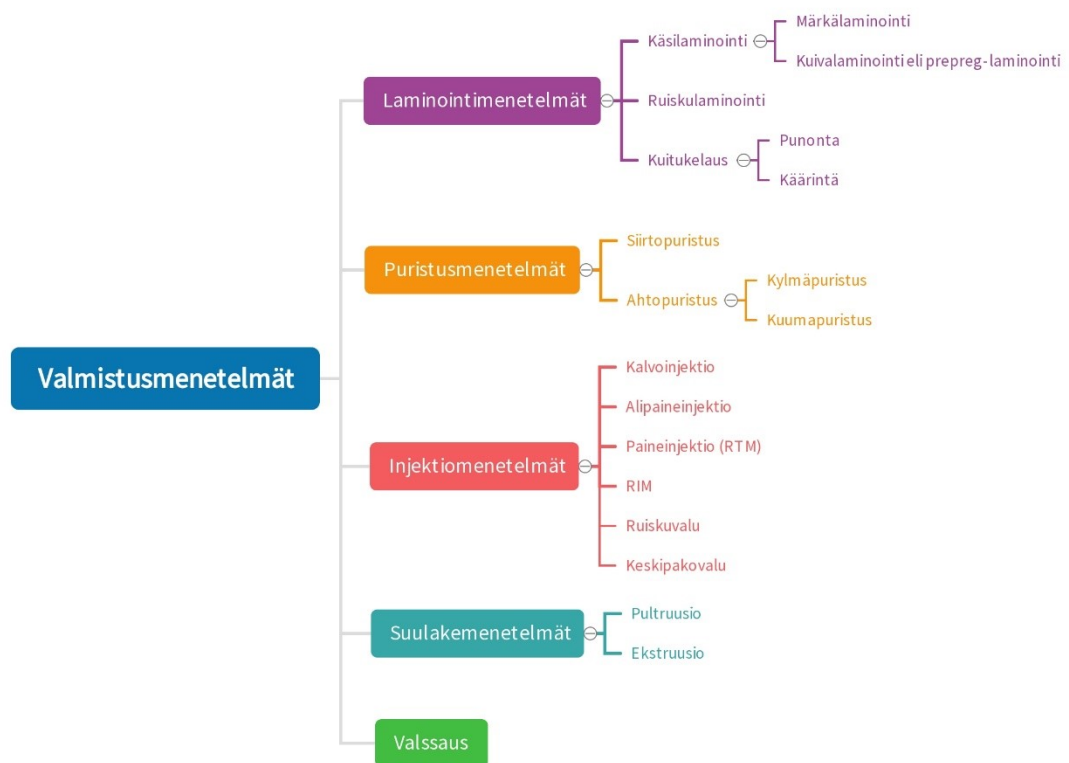 Valmistusmenetelmät
Laminointimenetelmät
Käsilaminointi
Märkälaminointi
Kuivalaminointi eli prepreg-laminointi
Ruiskulaminointi
Kuitukelaus
Punonta
Käärintä
Puristusmenetelmät
Siirtopuristus
Ahtopuristus
Kylmäpuristus
Kuumapuristus
Injektiomenetelmät
Kalvoinjektio
Alipaineinjektio
Paineinjektio (RTM)
RIM
Ruiskuvalu
Keskipakovalu
Suulakemenetelmät
Pultruusio
Ekstruusio
Valssaus